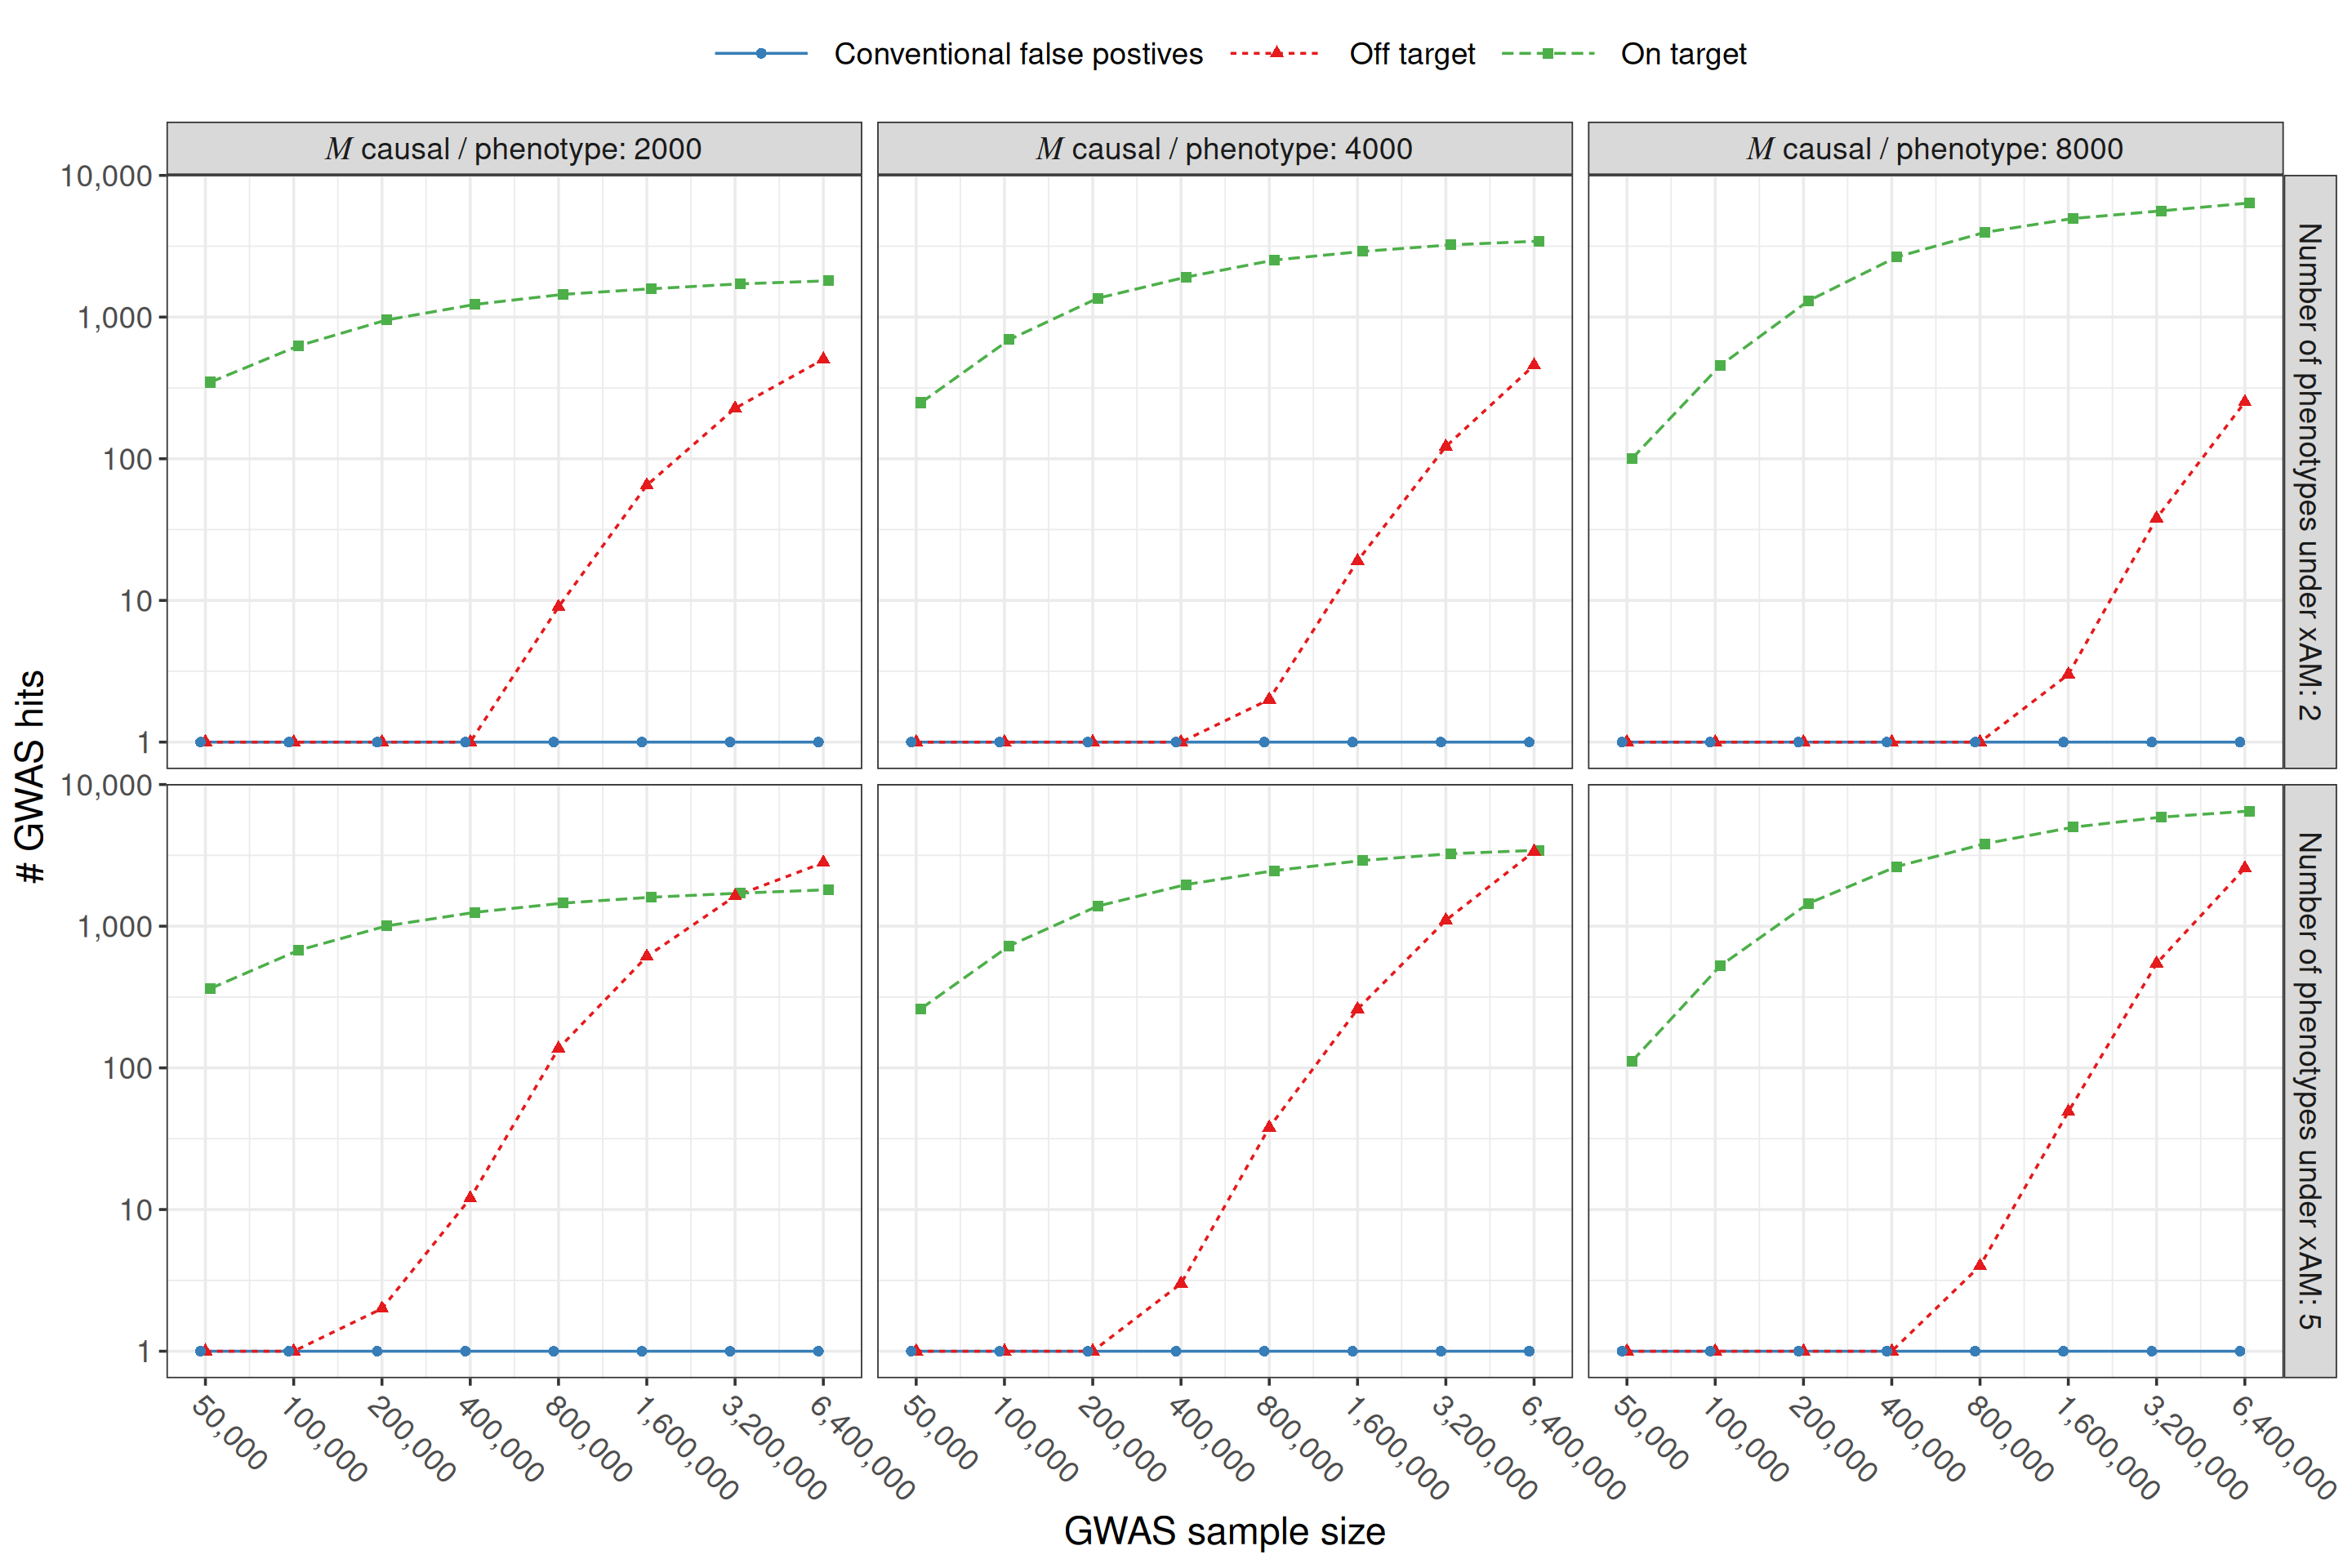 Conventional false postives Off target On target
M causal / phenotype: 2000 M causal / phenotype: 4000 M causal / phenotype: 8000
10,000
1,000
100
10
1
Number of phenotypes under xAM: 2
# GWAS hits
10,000
1,000
100
10
1
Number of phenotypes under xAM: 5
50,000 100,000 200,000 400,000 800,000 1,600,000 3,200,000 6,400,000 50,000 100,000 200,000 400,000 800,000 1,600,000 3,200,000 6,400,000 50,000 100,000 200,000 400,000 800,000 1,600,000 3,200,000 6,400,000
GWAS sample size